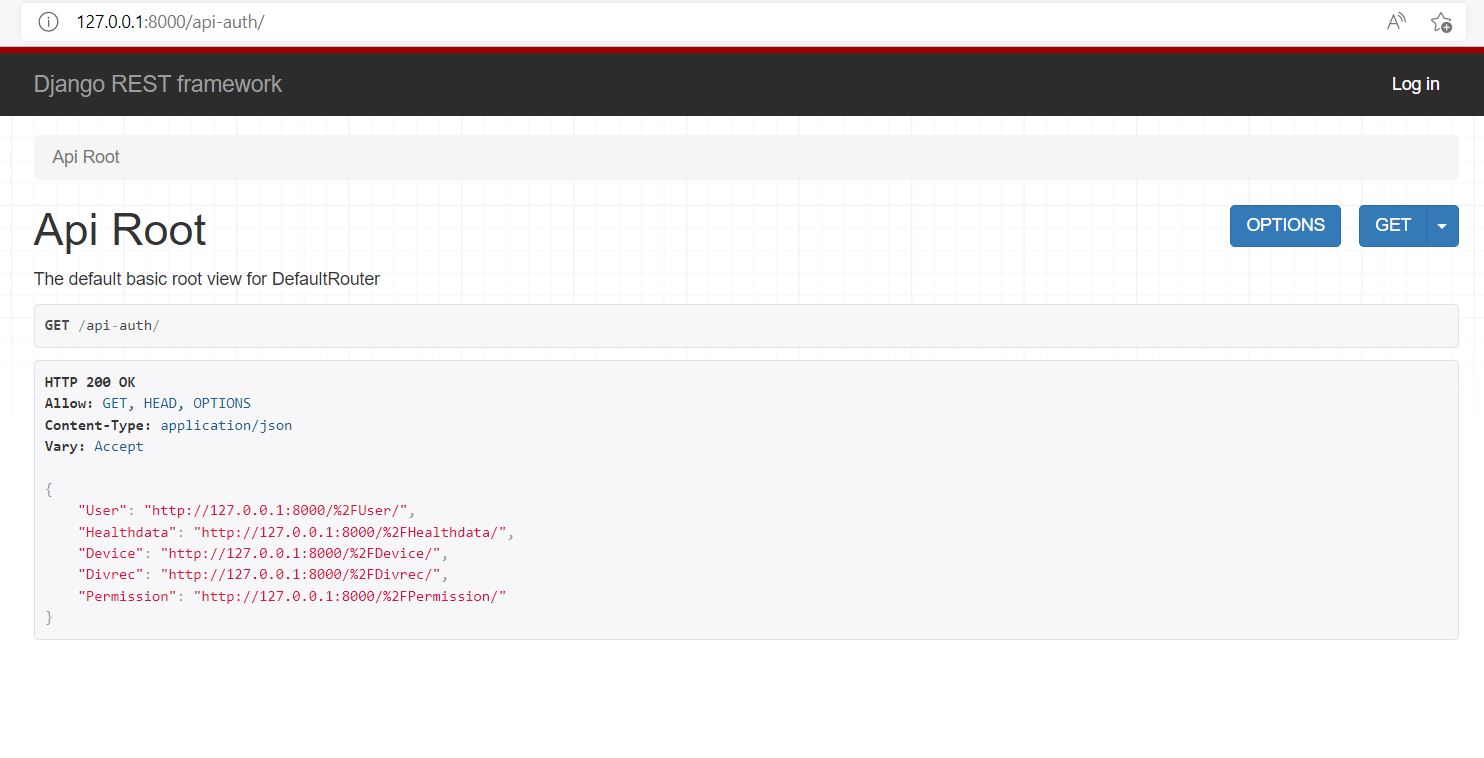 127.0.0.1:8000/api-auth/
Django REST framework
Log in
Api Root
Api Root
OPTIONS
GET
The default basic root view for DefaultRouter
GET /api-auth/
HTTP 200 OK
Allow: GET, HEAD, OPTIONS
Content-Type: application/json
Vary: Accept
{
    "User": "http://127.0.0.1:8000/%2FUser/",
    "Healthdata": "http://127.0.0.1:8000/%2FHealthdata/",
    "Device": "http://127.0.0.1:8000/%2FDevice/",
    "Divrec": "http://127.0.0.1:8000/%2FDivrec/",
    "Permission": "http://127.0.0.1:8000/%2FPermission/"
}